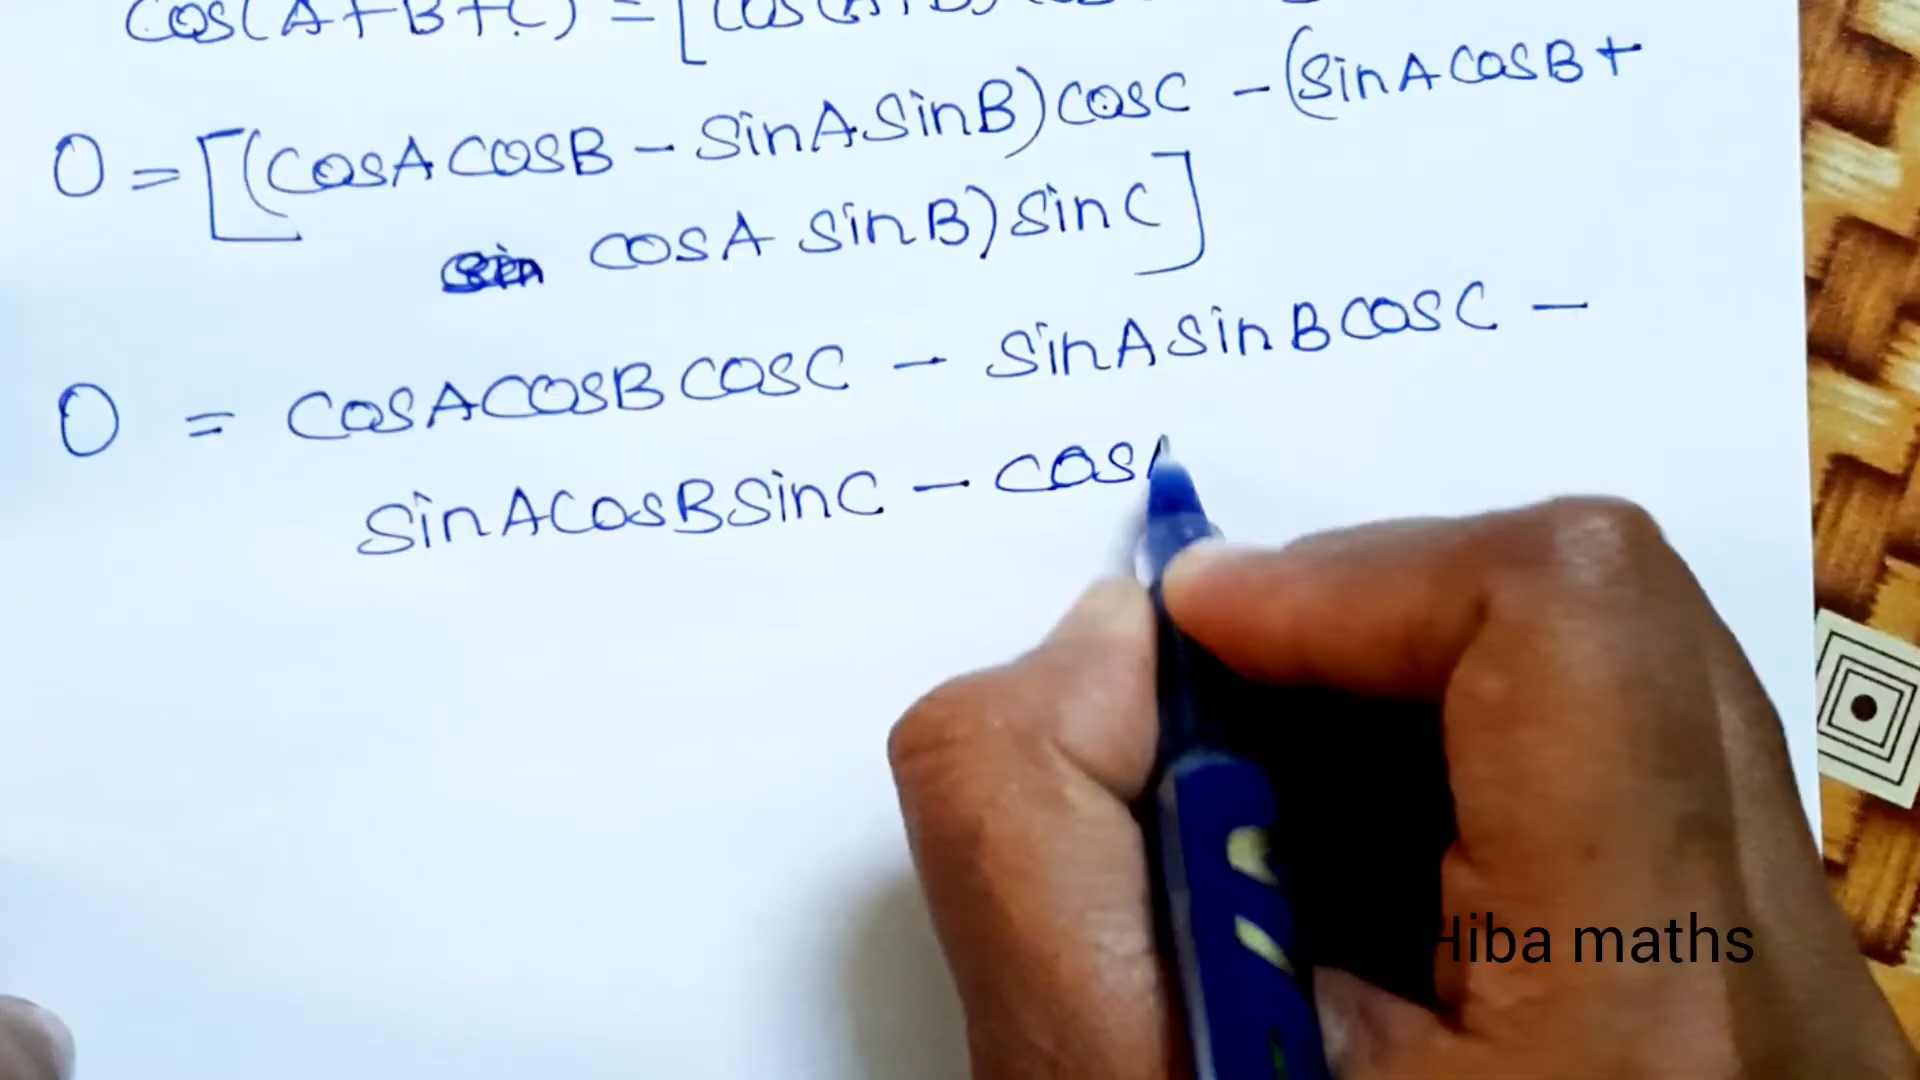 Cos(A+B+C) = [Cos(A+B)
0 = [(CosA CosB - SinA SinB) CosC - (SinA CosB +
CosA SinB) SinC]
0 = CosA CosB CosC - SinA SinB CosC -
SinA CosB SinC - Cos
Hiba maths